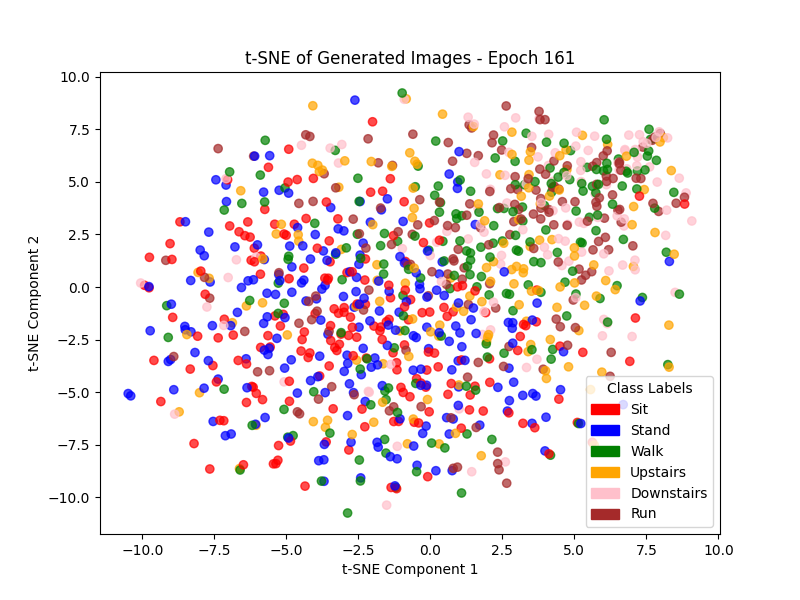 t-SNE of Generated Images - Epoch 161
10.0
7.5
5.0
2.5
0.0
−2.5
−5.0
−7.5
−10.0
t-SNE Component 2
Class Labels
Sit
Stand
Walk
Upstairs
Downstairs
Run
−10.0 −7.5 −5.0 −2.5 0.0 2.5 5.0 7.5 10.0
t-SNE Component 1